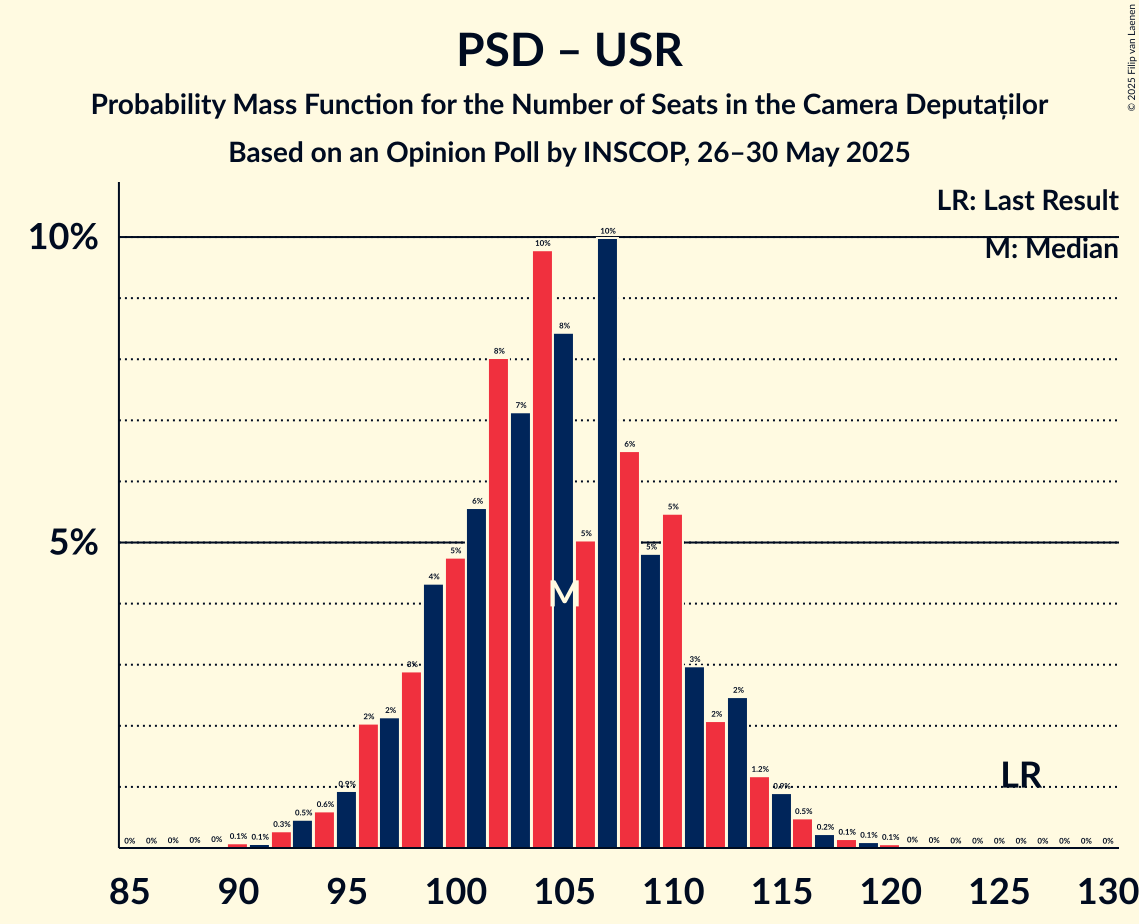 PSD – USR
Probability Mass Function for the Number of Seats in the Camera Deputaților
Based on an Opinion Poll by INSCOP, 26–30 May 2025
© 2025 Filip van Laenen
LR: Last Result
M: Median
10%
5%
0% 0% 0% 0% 0% 0.1% 0.1% 0.3% 0.5% 0.6% 0.9% 2% 2% 3% 4% 5% 6% 8% 7% 10% 8% 5% 10% 6% 5% 5% 3% 2% 2% 1.2% 0.9% 0.5% 0.2% 0.1% 0.1% 0.1% 0% 0% 0% 0% 0% 0% 0% 0% 0% 0%
M
LR
85 90 95 100 105 110 115 120 125 130